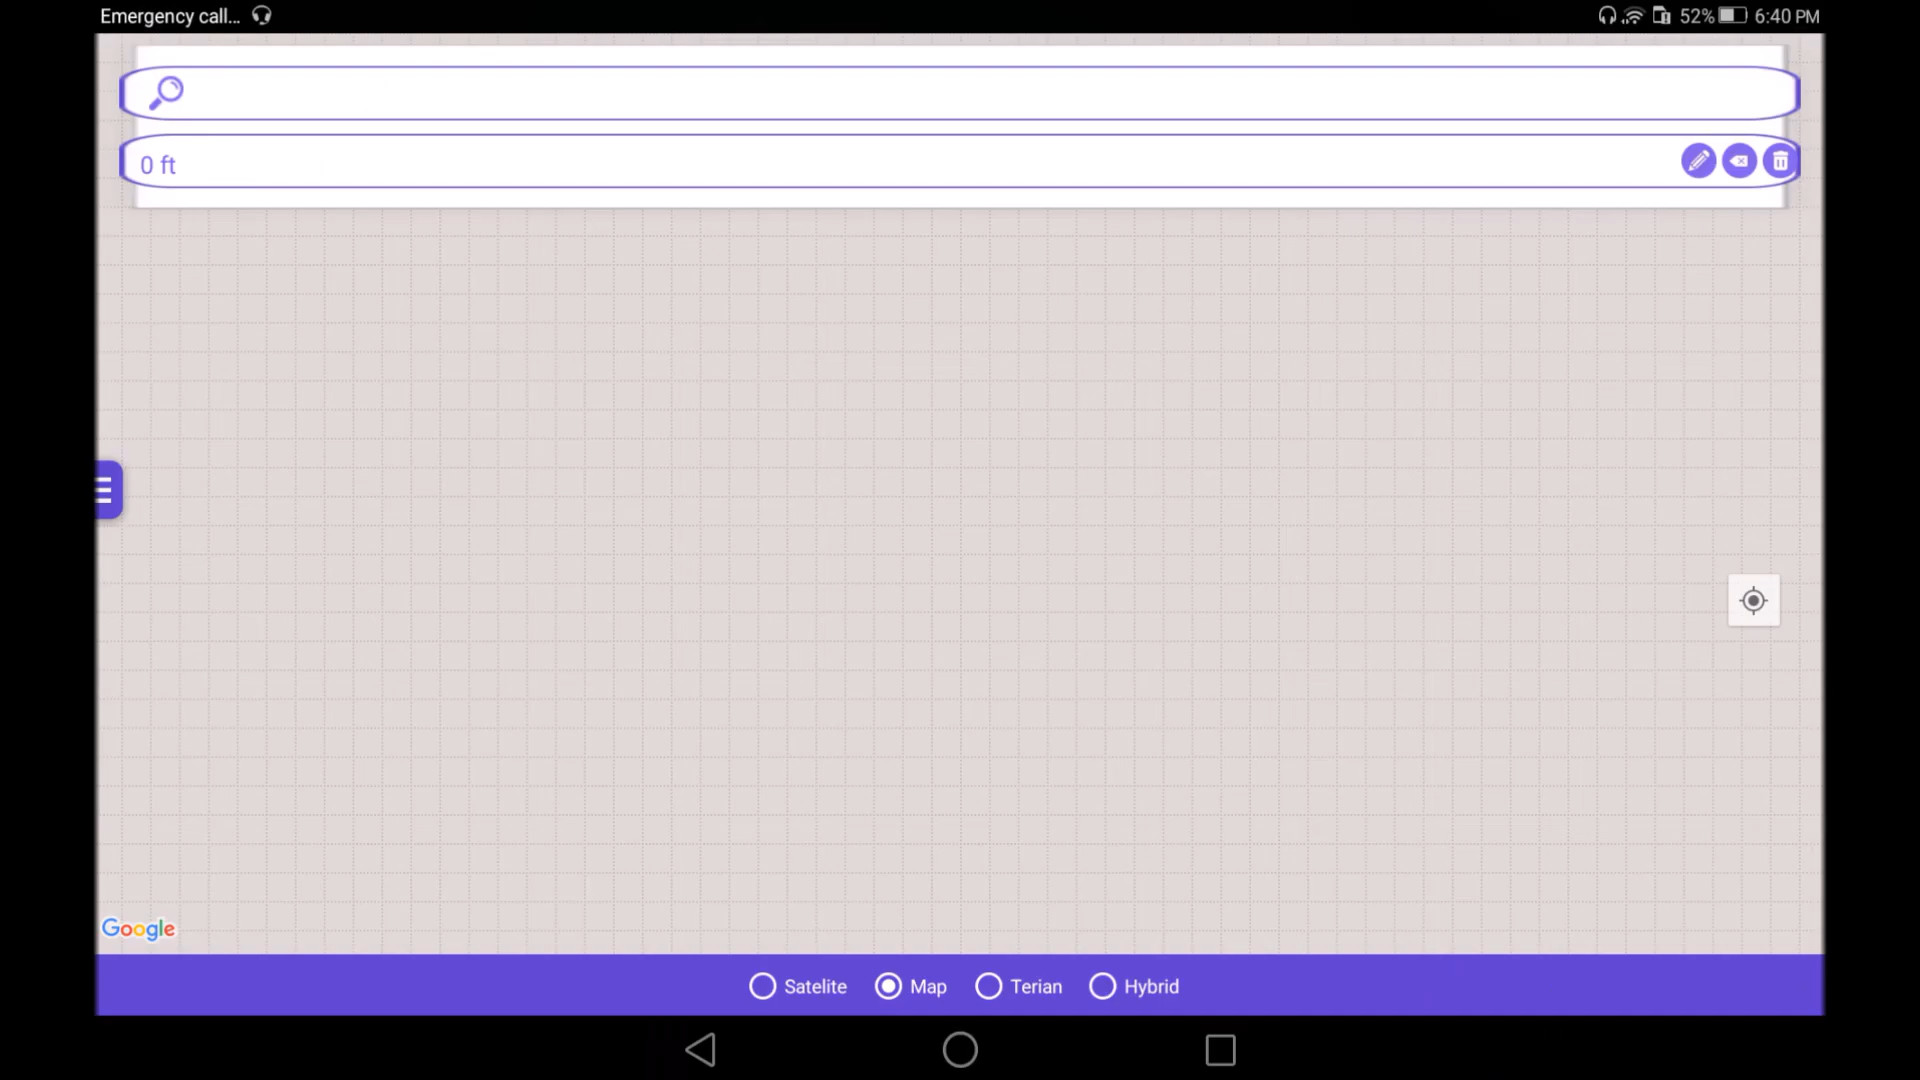 Emergency call... 52% 6:40 PM
0 ft
Google
Satelite Map Terian Hybrid